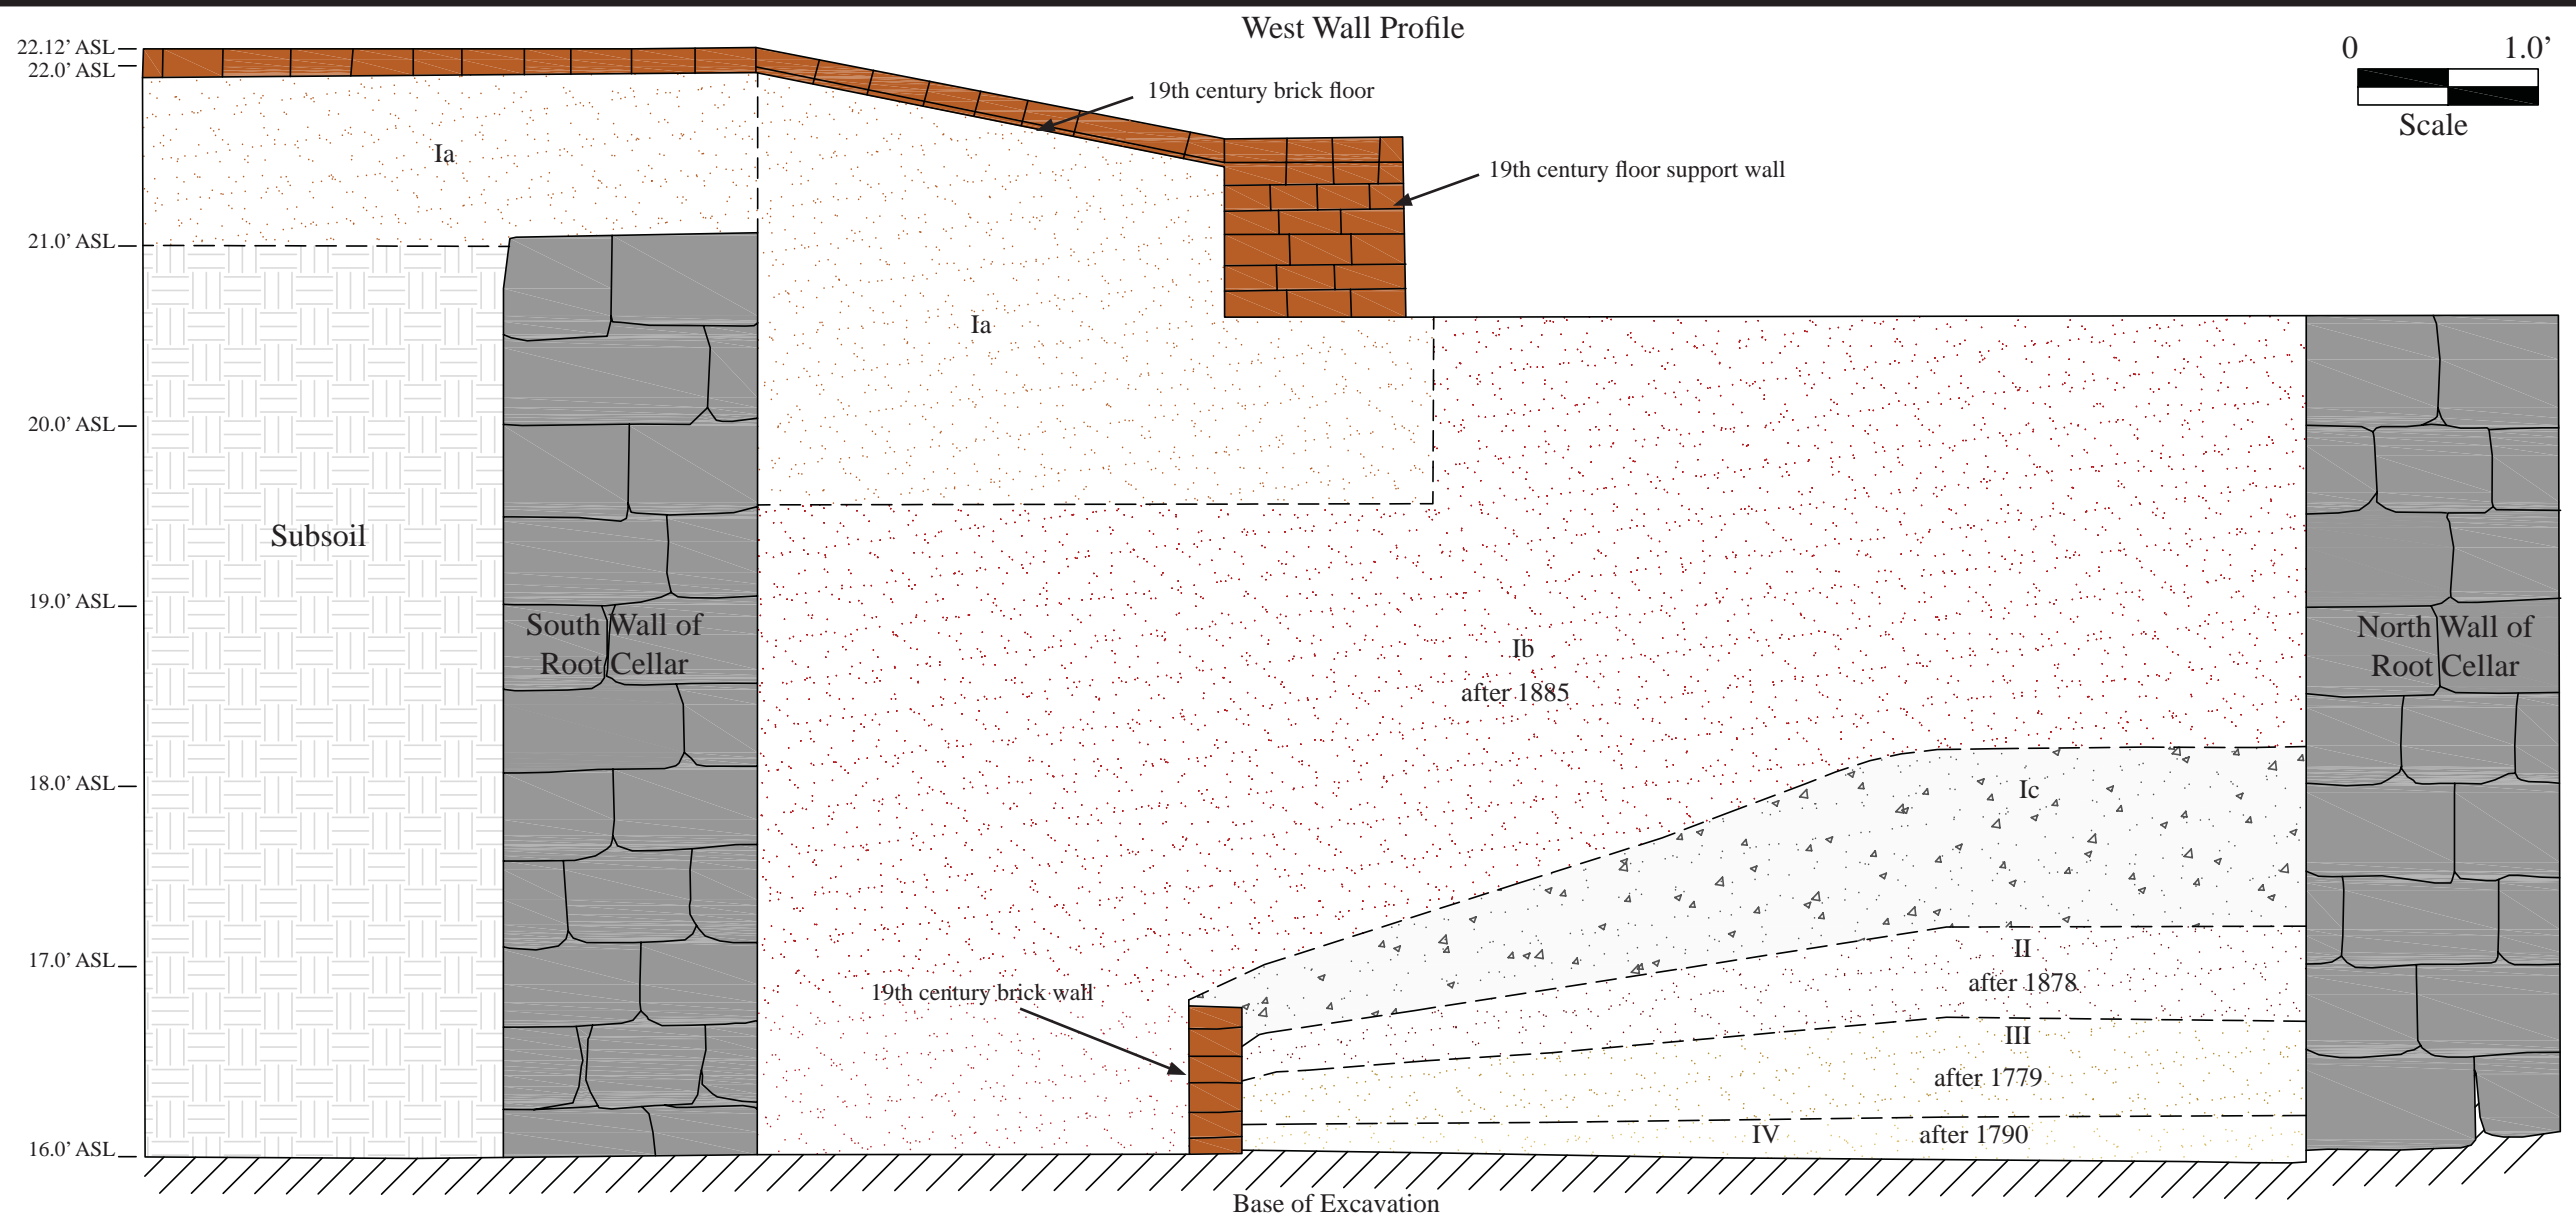 West Wall Profile
22.12’ ASL
22.0’ ASL
0 1.0’
Scale
19th century brick floor
Ia
19th century floor support wall
21.0’ ASL
Ia
20.0’ ASL
Subsoil
19.0’ ASL
South Wall of
Root Cellar
Ib
after 1885
North Wall of
Root Cellar
18.0’ ASL
Ic
17.0’ ASL
II
after 1878
19th century brick wall
III
after 1779
16.0’ ASL
IV after 1790
Base of Excavation